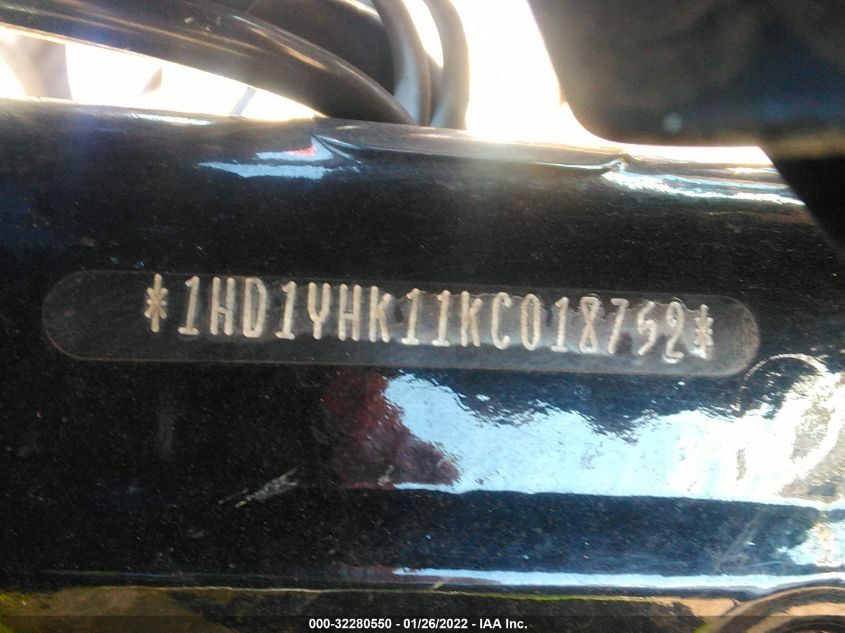 *1HD1YHK11KC018752*
000-32280550 - 01/26/2022 - IAA Inc.